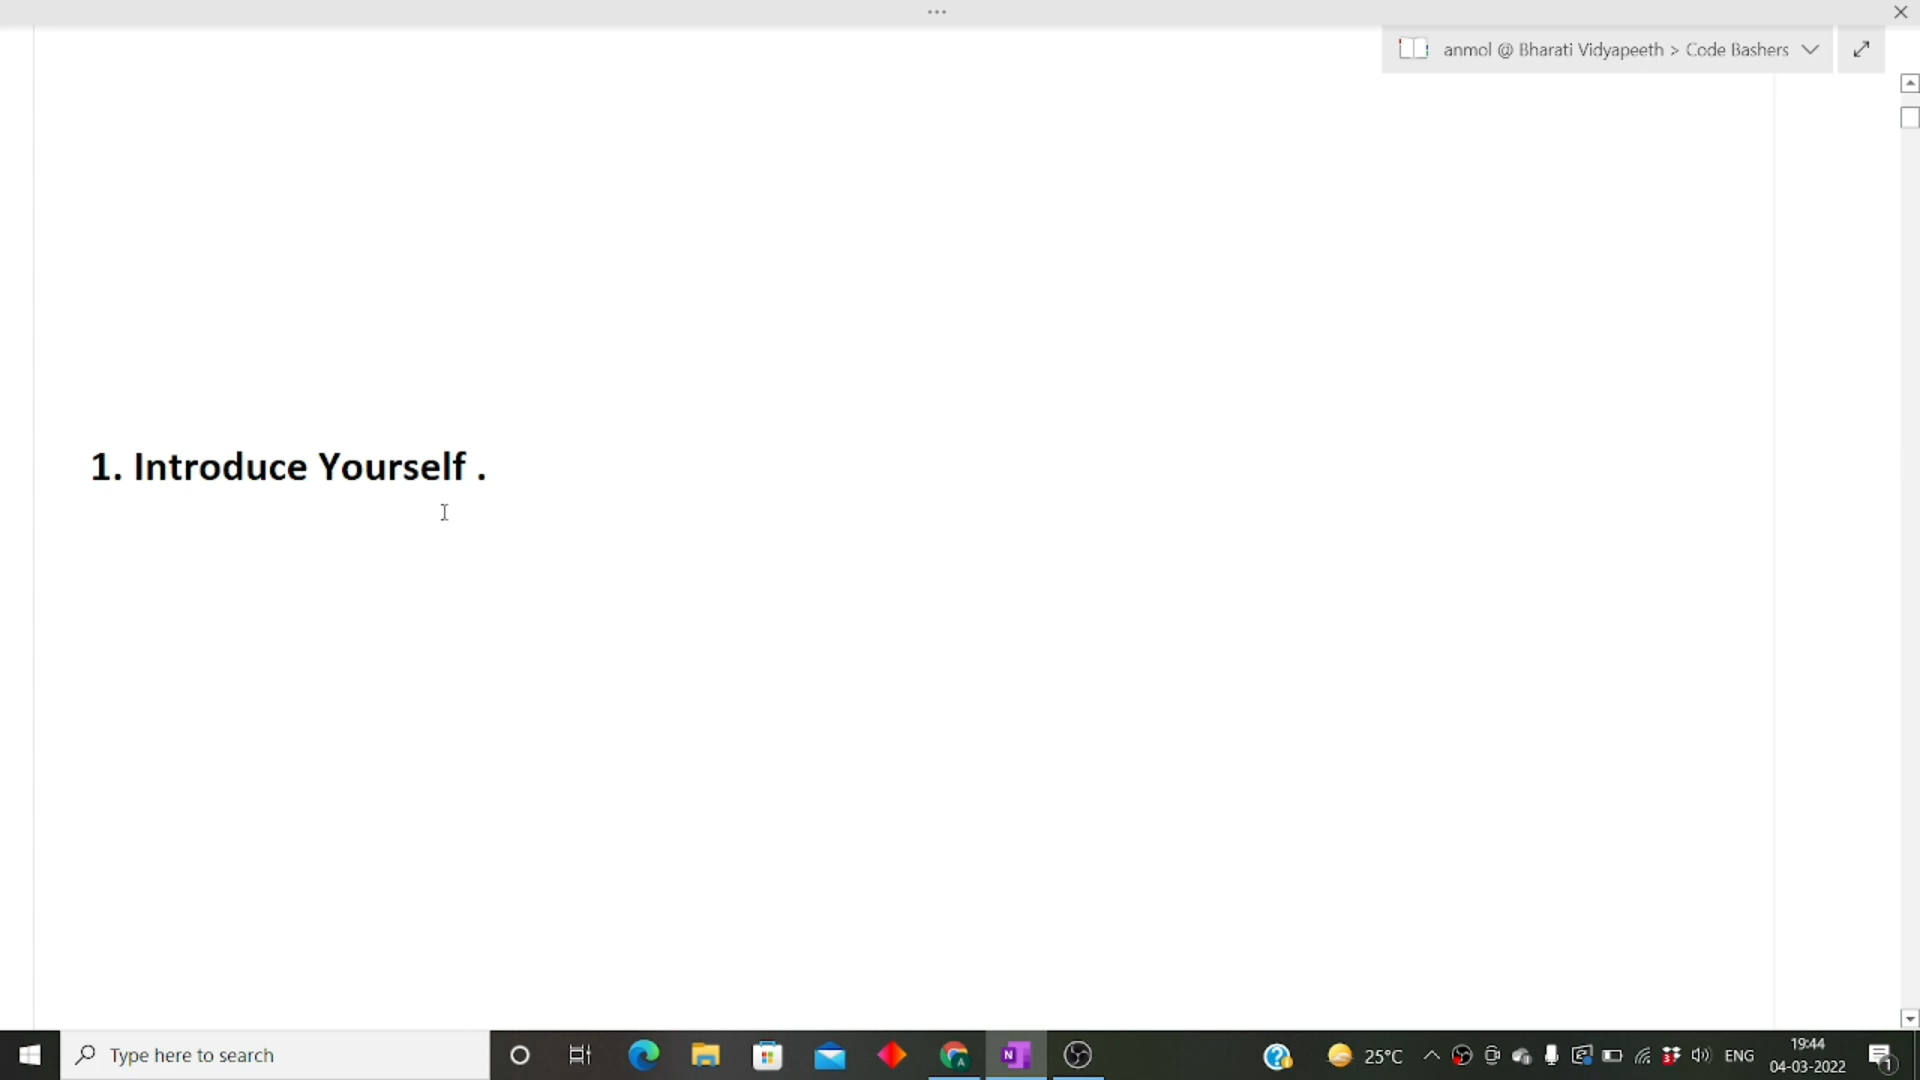 anmol @ Bharati Vidyapeeth > Code Bashers
1. Introduce Yourself .
Type here to search
25°C
ENG
19:44
04-03-2022
1